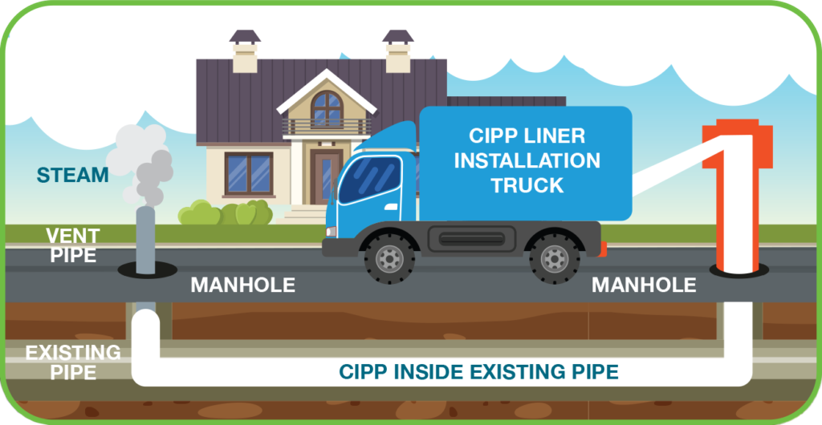 CIPP LINER
INSTALLATION
TRUCK
STEAM
VENT
PIPE
MANHOLE
MANHOLE
EXISTING
PIPE
CIPP INSIDE EXISTING PIPE